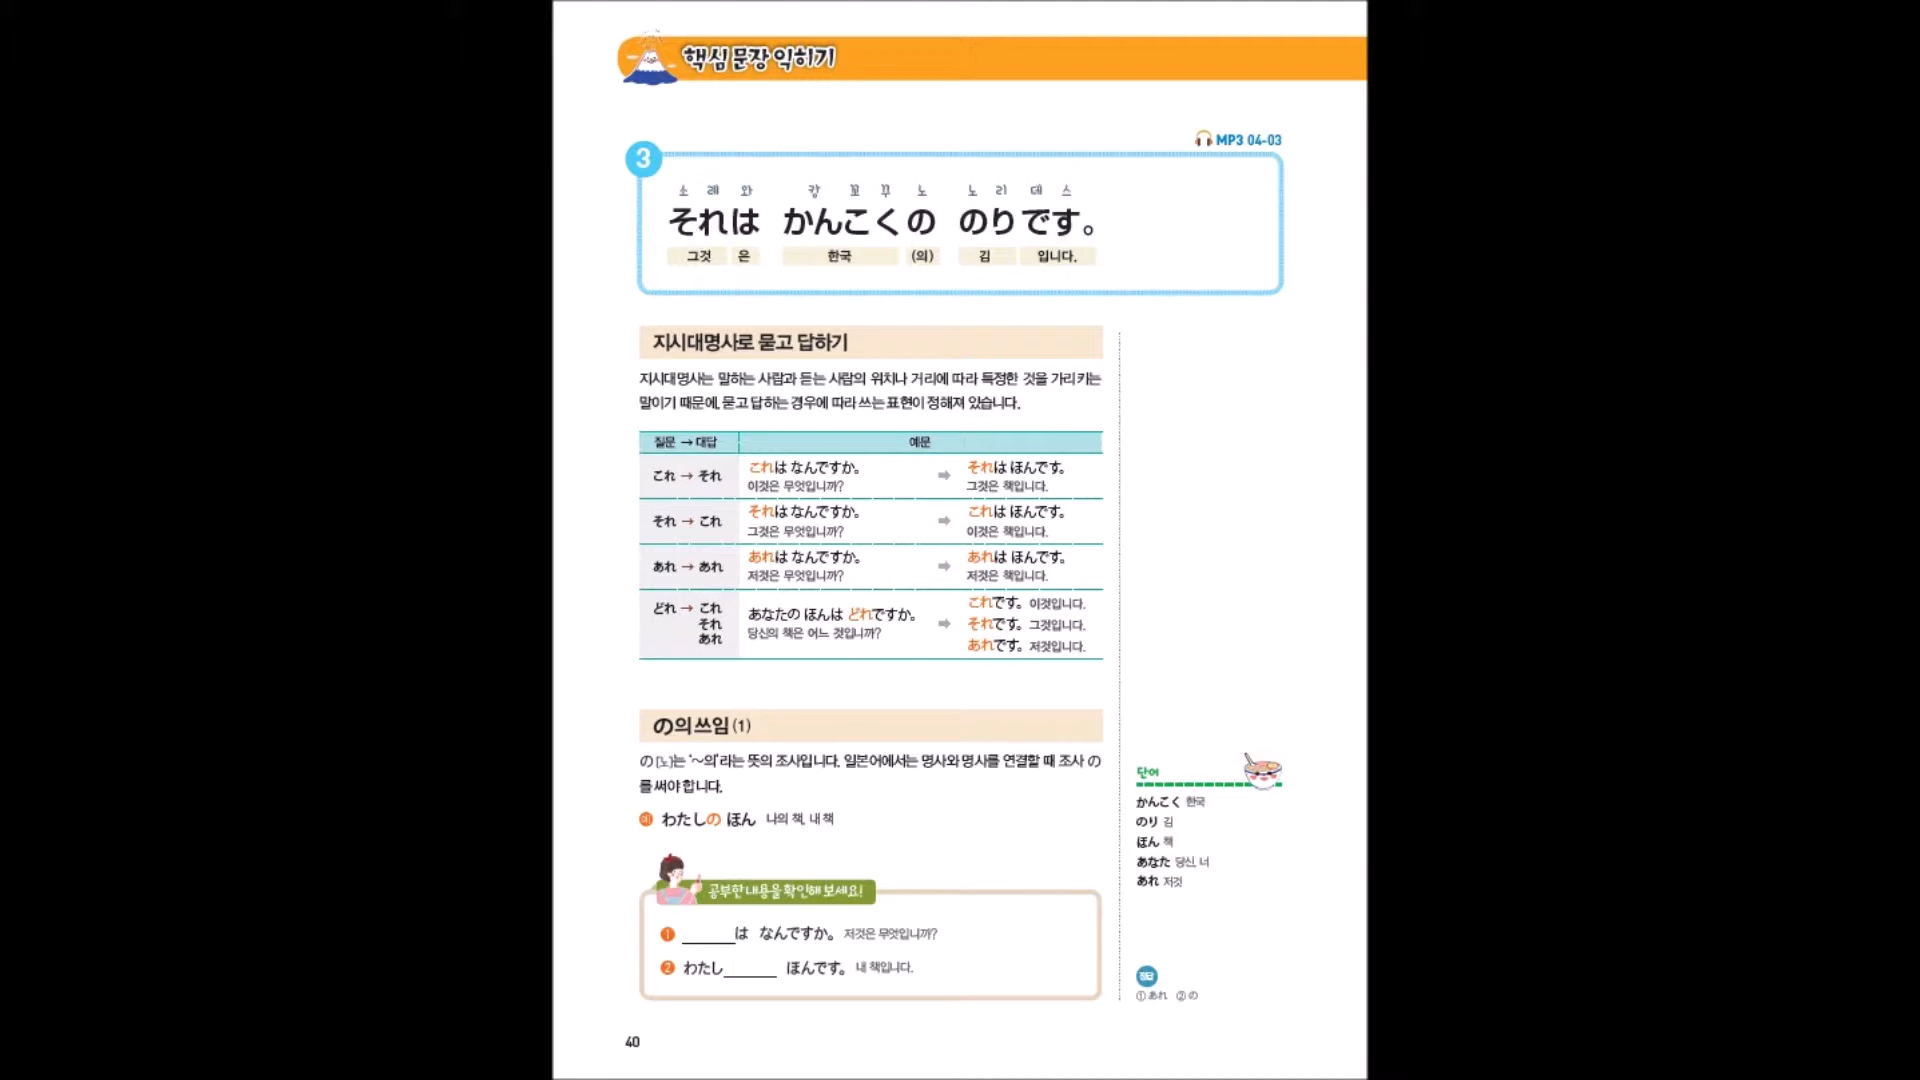 핵심 문장 익히기
MP3 04-03
3
소 레 와 캉 꼬 꾸 노 노 리 데 스
それは かんこくの のりです。
그것 은 한국 (의) 김 입니다.
지시대명사로 묻고 답하기
지시대명사는 말하는 사람과 듣는 사람의 위치나 거리에 따라 특정한 것을 가리키는
말이기 때문에, 묻고 답하는 경우에 따라 쓰는 표현이 정해져 있습니다.
질문 → 대답 예문
これ → それ
これは なんですか。 ➡ それは ほんです。
이것은 무엇입니까? 그것은 책입니다.
それ → これ
それは なんですか。 ➡ これは ほんです。
그것은 무엇입니까? 이것은 책입니다.
あれ → あれ
あれは なんですか。 ➡ あれは ほんです。
저것은 무엇입니까? 저것은 책입니다.
どれ → これ
それ
あれ
あなたの ほんは どれですか。 ➡
당신의 책은 어느 것입니까?
これです。 이것입니다.
それです。 그것입니다.
あれです。 저것입니다.
の의 쓰임 (1)
の [노]는 '~의'라는 뜻의 조사입니다. 일본어에서는 명사와 명사를 연결할 때 조사 の
를 써야 합니다.
예 わたしの ほん 나의 책, 내 책
공부한 내용을 확인해 보세요!
1 ______は なんですか。 저것은 무엇입니까?
2 わたし______ ほんです。 내 책입니다.
단어
かんこく 한국
のり 김
ほん 책
あなた 당신, 너
あれ 저것
정답
① あれ ② の
40